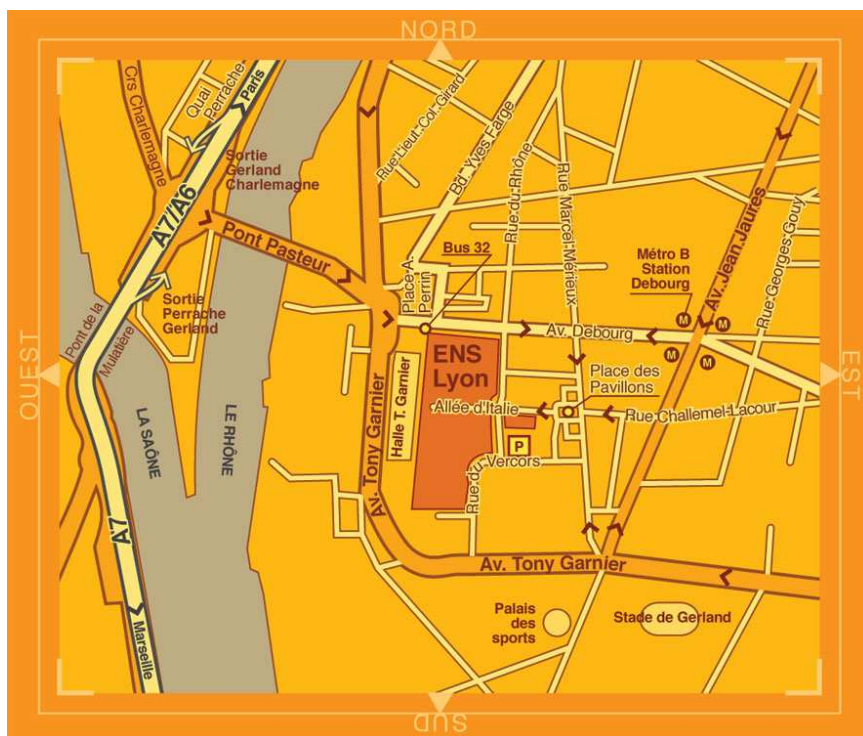 NORD
Crs Charlemagne
Quai
Perrache
Paris
Rue Lieut. Col. Girard
Bd. Yves Farge
Rue du Rhône
Rue Marcel Mérieux
Av. Jean Jaures
Rue Georges Gouy
Sortie
Gerland
Charlemagne
A7/A6
Pont Pasteur
Bus 32
Place A.
Perrin
Métro B
Station
Debourg
M
M
M
M
Sortie
Perrache
Gerland
Pont de la
Mulatière
Av. Debourg
OUEST
EST
ENS
Lyon
Place des
Pavillons
Halle T. Garnier
Allée d'Italie
Rue Challemel-Lacour
LA SAÔNE
LE RHÔNE
Av. Tony Garnier
P
Rue du Vercors
A7
Av. Tony Garnier
Palais
des
sports
Stade de Gerland
Marseille
SUD